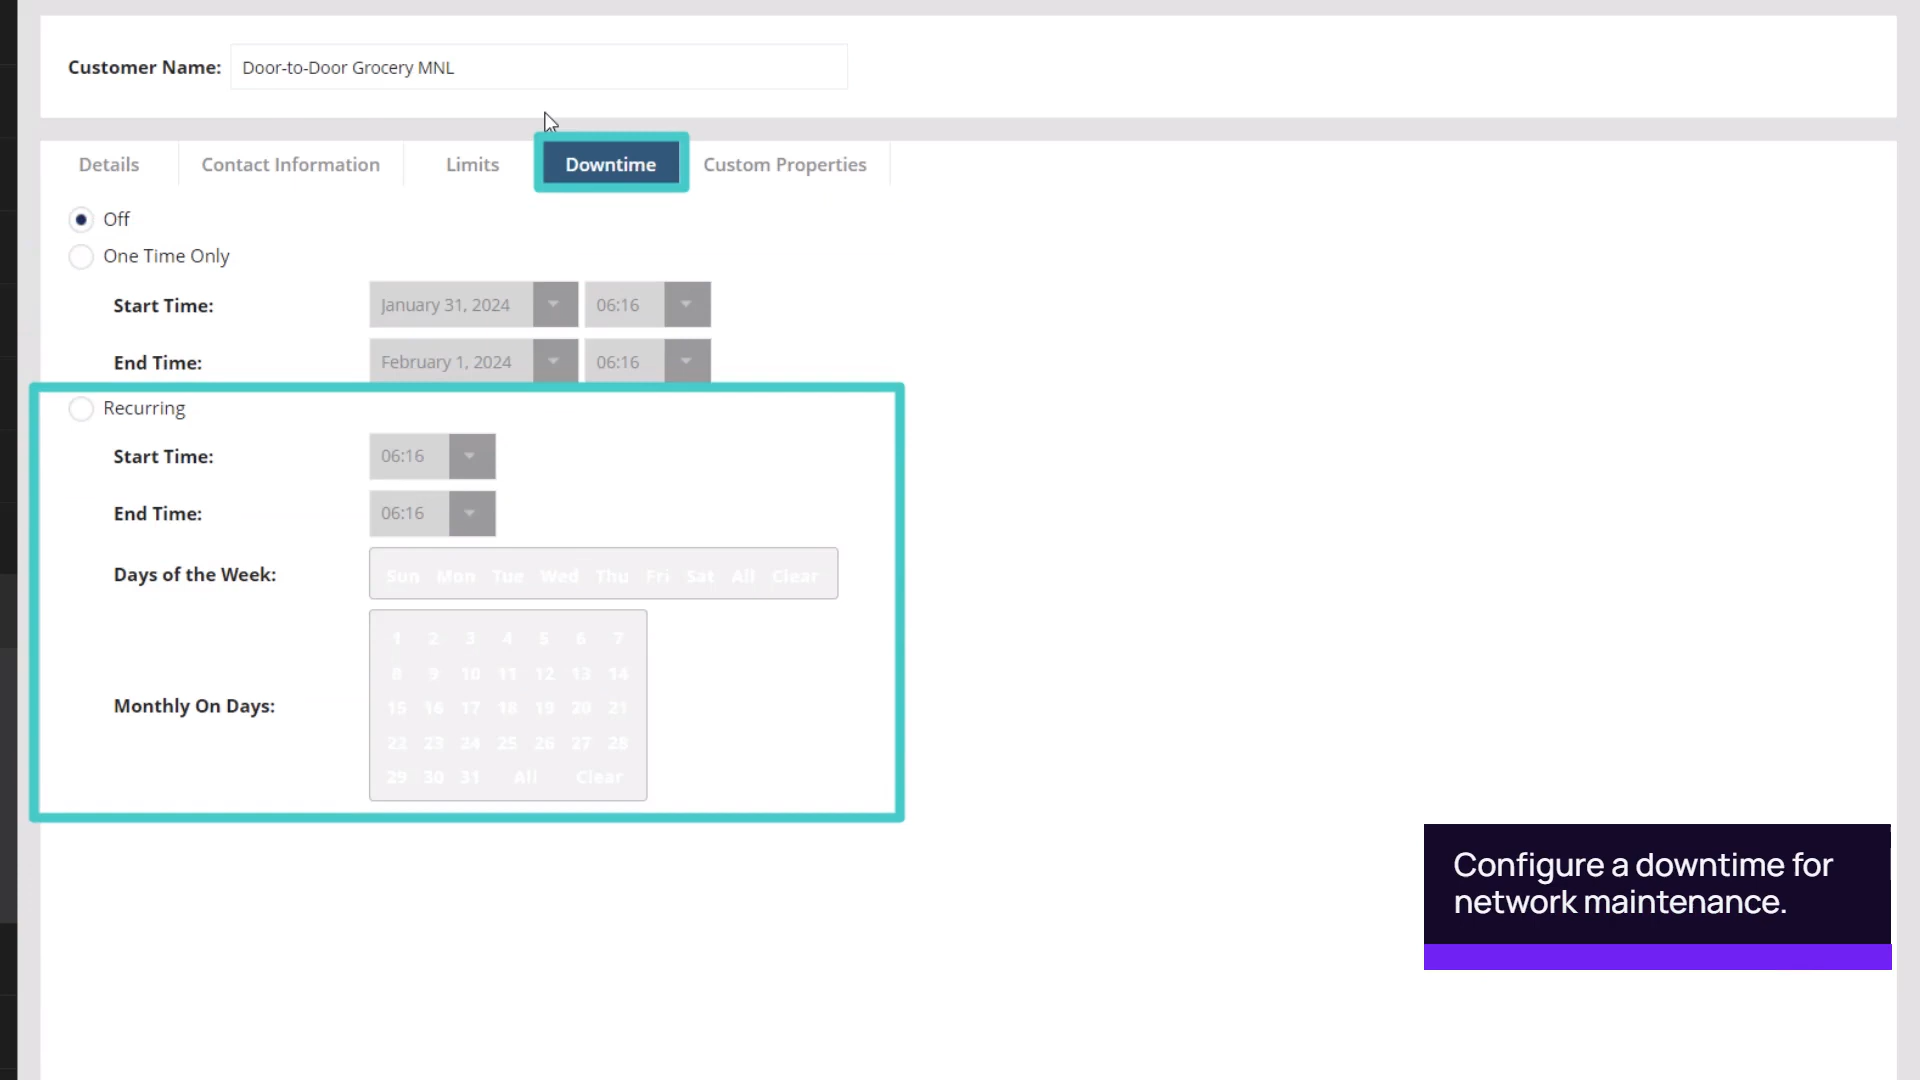 Customer Name: Door-to-Door Grocery MNL
Details Contact Information Limits Downtime Custom Properties
Off
One Time Only
Start Time: January 31, 2024 06:16
End Time: February 1, 2024 06:16
Recurring
Start Time: 06:16
End Time: 06:16
Days of the Week: Sun Mon Tue Wed Thu Fri Sat All Clear
1 2 3 4 5 6 7
8 9 10 11 12 13 14
Monthly On Days: 15 16 17 18 19 20 21
22 23 24 25 26 27 28
29 30 31 All Clear
Configure a downtime for
network maintenance.